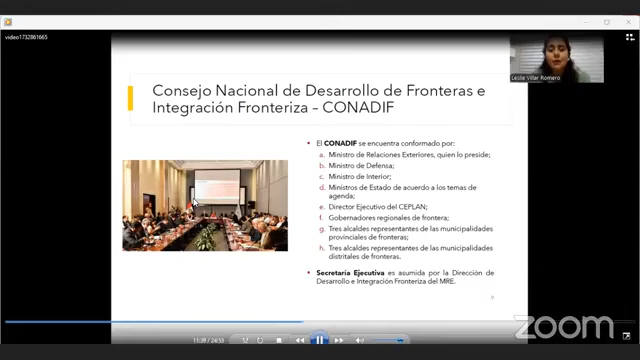 video1732861665
Leslie Villar Romero
Consejo Nacional de Desarrollo de Fronteras e
Integración Fronteriza – CONADIF
El CONADIF se encuentra conformado por:
a. Ministro de Relaciones Exteriores, quien lo preside;
b. Ministro de Defensa;
c. Ministro de Interior;
d. Ministros de Estado de acuerdo a los temas de
agenda;
e. Director Ejecutivo del CEPLAN;
f. Gobernadores regionales de frontera;
g. Tres alcaldes representantes de las municipalidades
provinciales de fronteras;
h. Tres alcaldes representantes de las municipalidades
distritales de fronteras.
Secretaría Ejecutiva es asumida por la Dirección de
Desarrollo e Integración Fronteriza del MRE.
9
11:39 / 24:53
zoom